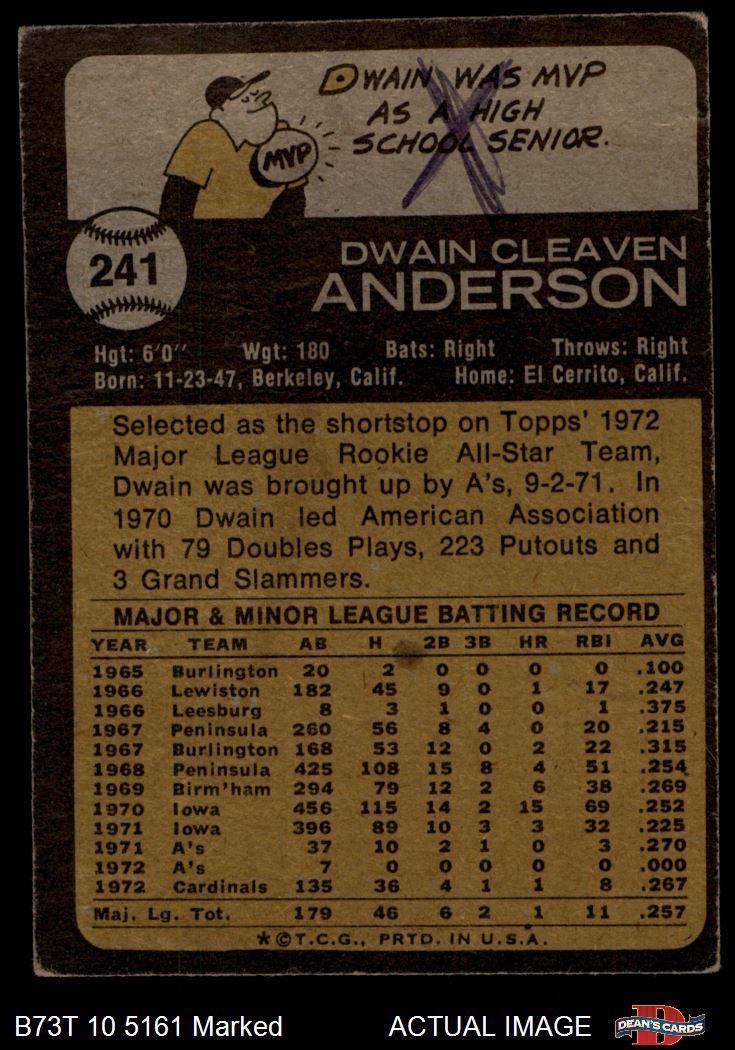 DWAIN WAS MVP
AS A HIGH
SCHOOL SENIOR.
MVP
241
DWAIN CLEAVEN
ANDERSON
Hgt: 6'0" Wgt: 180 Bats: Right Throws: Right
Born: 11-23-47, Berkeley, Calif. Home: El Cerrito, Calif.
Selected as the shortstop on Topps' 1972
Major League Rookie All-Star Team,
Dwain was brought up by A's, 9-2-71. In
1970 Dwain led American Association
with 79 Doubles Plays, 223 Putouts and
3 Grand Slammers.
MAJOR & MINOR LEAGUE BATTING RECORD
YEAR TEAM AB H 2B 3B HR RBI AVG
1965 Burlington 20 2 0 0 0 0 .100
1966 Lewiston 182 45 9 0 1 17 .247
1966 Leesburg 8 3 1 0 0 1 .375
1967 Peninsula 260 56 8 4 0 20 .215
1967 Burlington 168 53 12 0 2 22 .315
1968 Peninsula 425 108 15 8 4 51 .254
1969 Birm'ham 294 79 12 2 6 38 .269
1970 Iowa 456 115 14 2 15 69 .252
1971 Iowa 396 89 10 3 3 32 .225
1971 A's 37 10 2 1 0 3 .270
1972 A's 7 0 0 0 0 0 .000
1972 Cardinals 135 36 4 1 1 8 .267
Maj. Lg. Tot. 179 46 6 2 1 11 .257
*©T.C.G., PRTD. IN U.S.A.
B73T 10 5161 Marked ACTUAL IMAGE DEAN'S CARDS